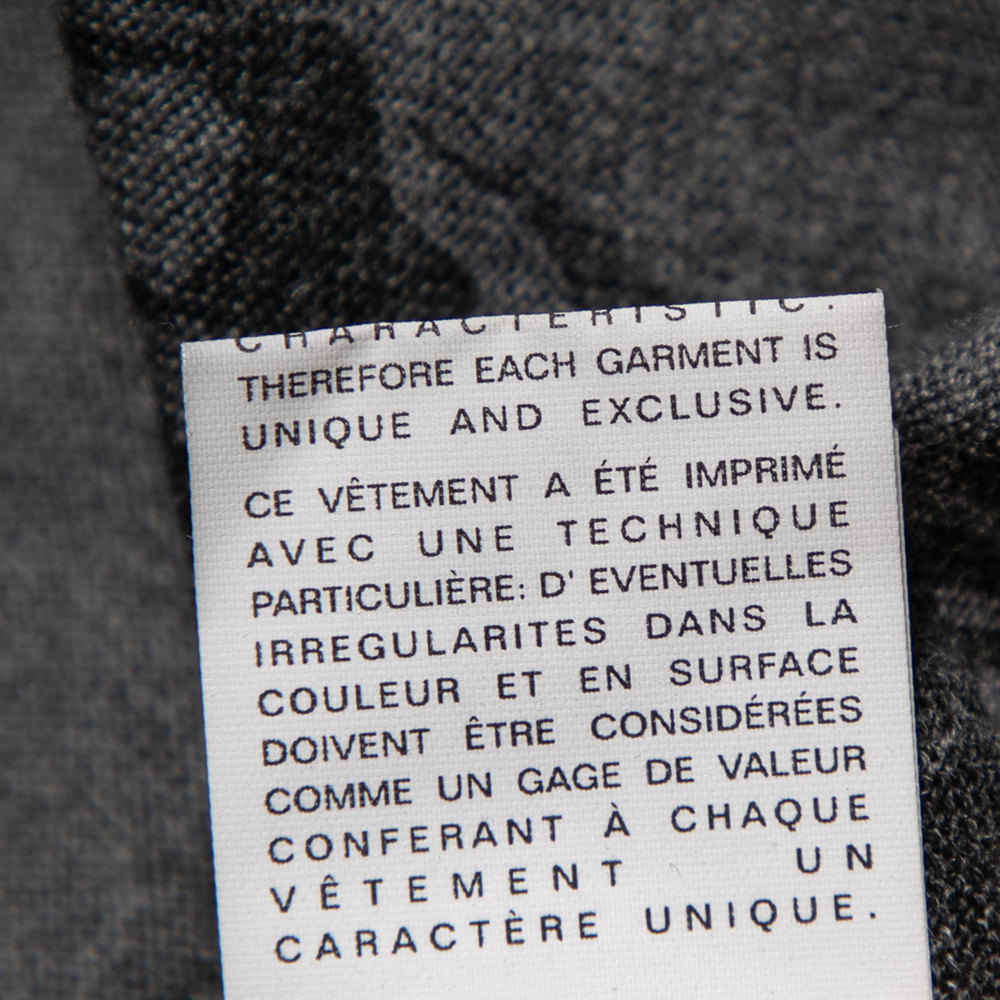 CHARACTERISTIC.
THEREFORE EACH GARMENT IS
UNIQUE AND EXCLUSIVE.
CE VÊTEMENT A ÉTÉ IMPRIMÉ
AVEC UNE TECHNIQUE
PARTICULIÈRE: D' EVENTUELLES
IRREGULARITES DANS LA
COULEUR ET EN SURFACE
DOIVENT ÊTRE CONSIDÉRÉES
COMME UN GAGE DE VALEUR
CONFERANT À CHAQUE
VÊTEMENT UN
CARACTÈRE UNIQUE.